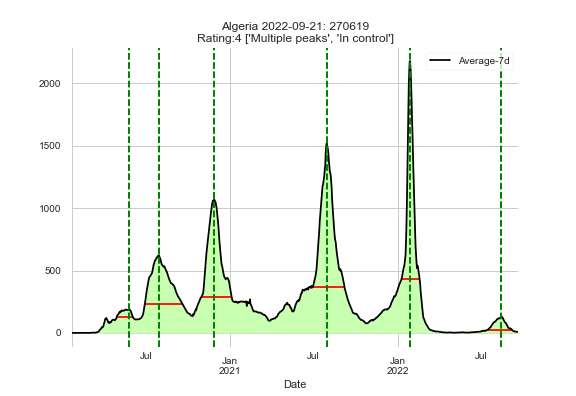 Algeria 2022-09-21: 270619
Rating:4 ['Multiple peaks', 'In control']
Average-7d
2000
1500
1000
500
0
Jul
Jan
2021
Jul
Jan
2022
Jul
Date